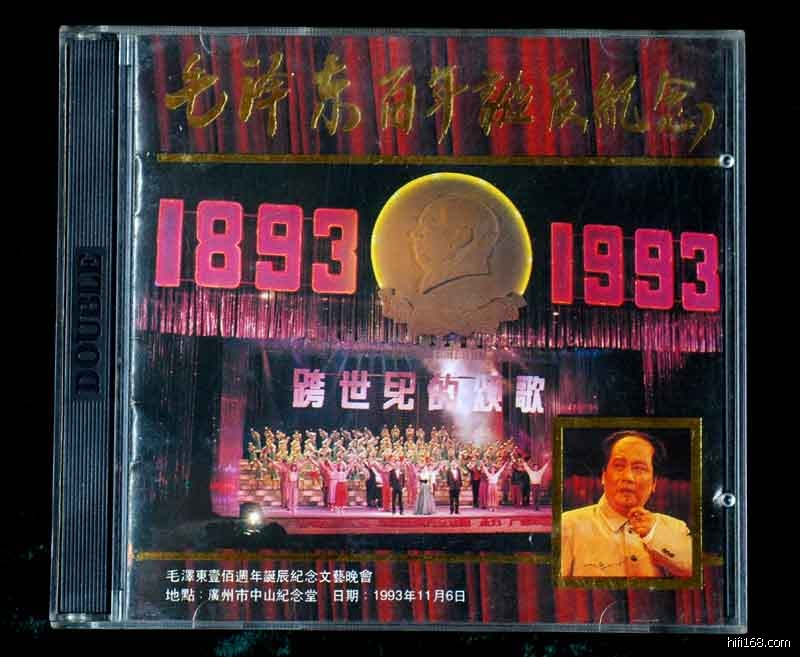 毛泽东百年誕辰紀念
1893 1993
跨世纪的颂歌
毛澤東壹佰週年誕辰紀念文藝晚會
地點：廣州市中山紀念堂 日期：1993年11月6日
DOUBLE
hifi168.com